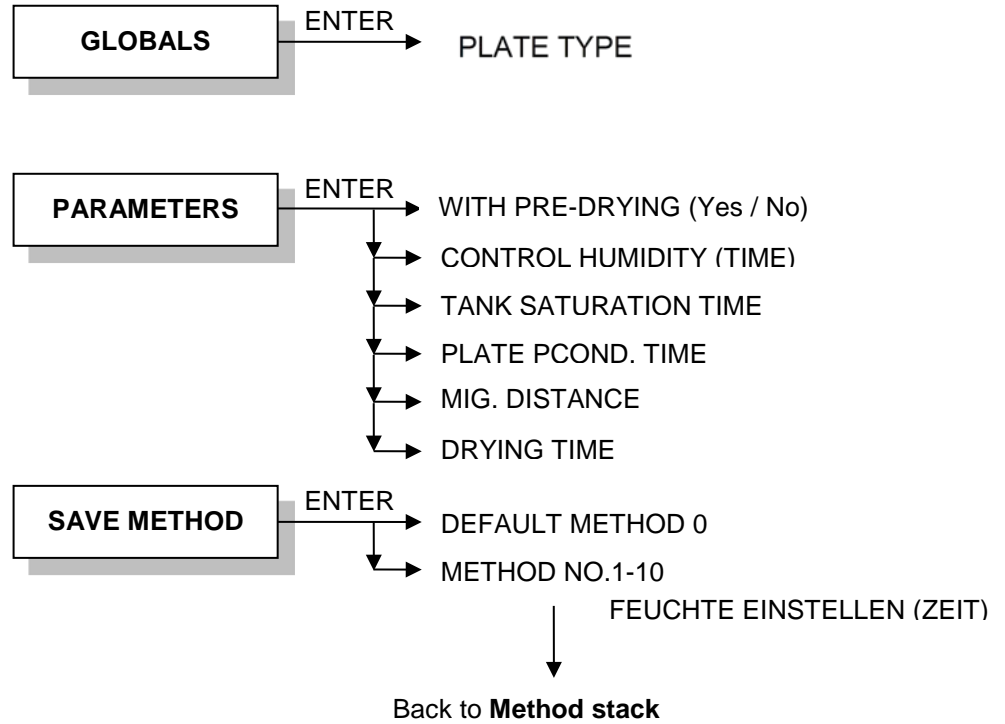 GLOBALS
ENTER
PLATE TYPE
PARAMETERS
ENTER
WITH PRE-DRYING (Yes / No)
CONTROL HUMIDITY (TIME)
TANK SATURATION TIME
PLATE PCOND. TIME
MIG. DISTANCE
DRYING TIME
SAVE METHOD
ENTER
DEFAULT METHOD 0
METHOD NO.1-10
FEUCHTE EINSTELLEN (ZEIT)
Back to Method stack